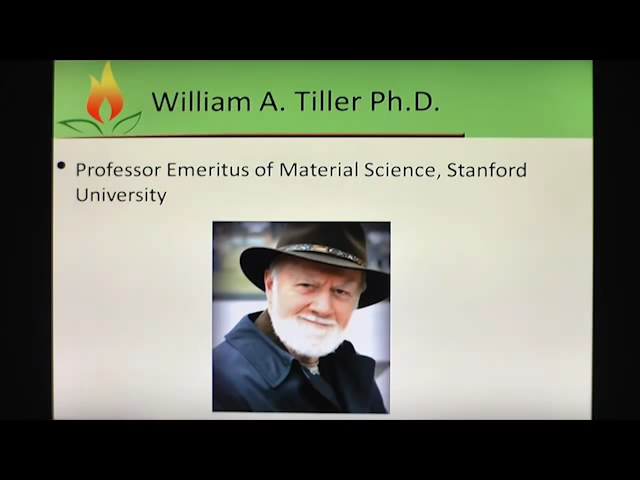 William A. Tiller Ph.D.
• Professor Emeritus of Material Science, Stanford
University